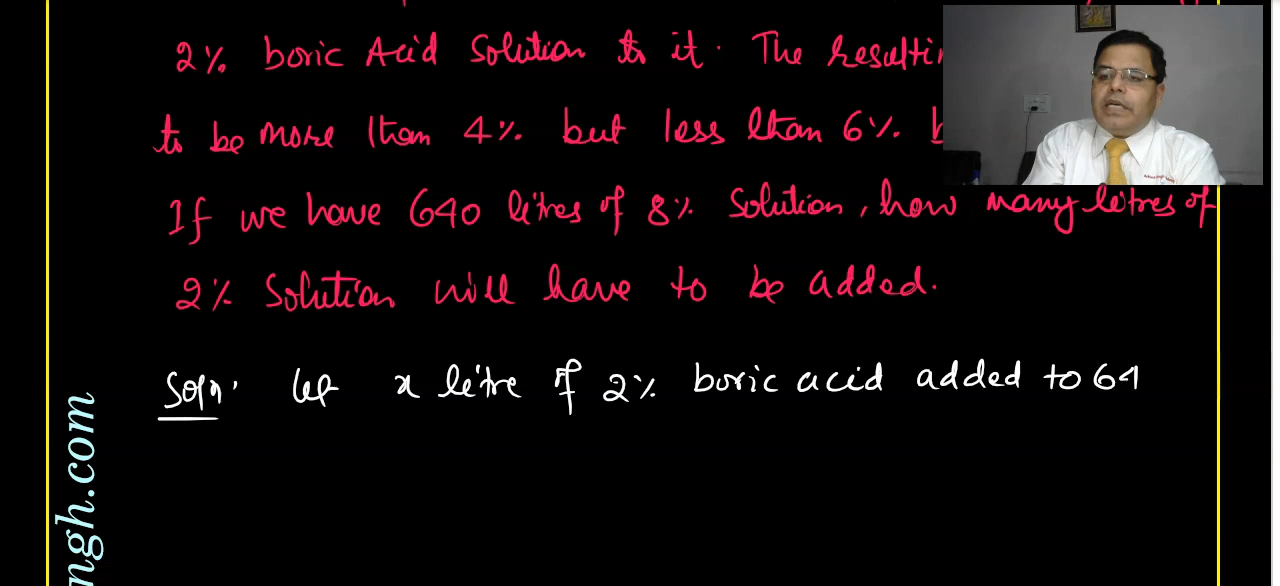 2% boric Acid Solution to it. The resulti
to be more than 4% but less than 6% b
If we have 640 litres of 8% Solution, how many litres of
2% Solution will have to be added.
Soln. let x litre of 2% boric acid added to 64
ngh.com